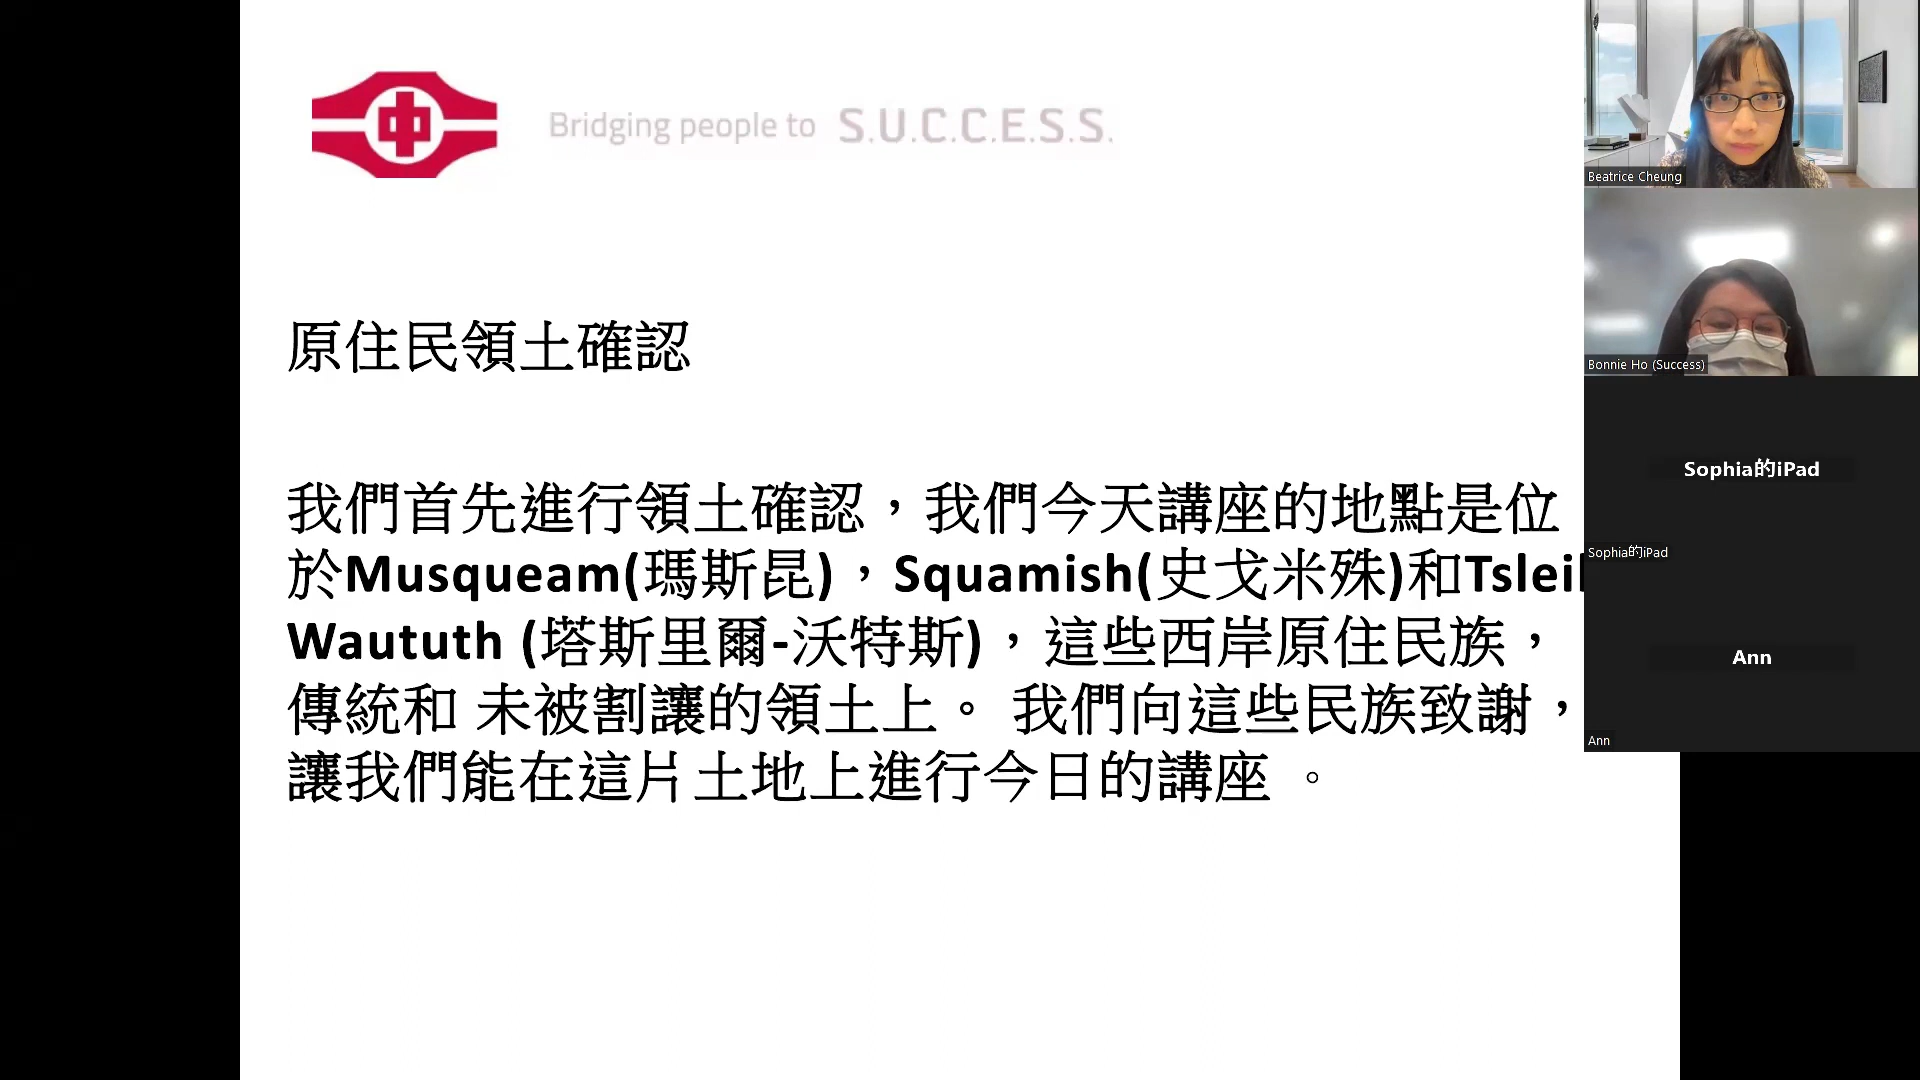 Bridging people to S.U.C.C.E.S.S.
原住民領土確認
我們首先進行領土確認，我們今天講座的地點是位
於Musqueam(瑪斯昆)，Squamish(史戈米殊)和Tslei
Waututh (塔斯里爾-沃特斯)，這些西岸原住民族，
傳統和 未被割讓的領土上。 我們向這些民族致謝，
讓我們能在這片土地上進行今日的講座 。
Beatrice Cheung
Bonnie Ho (Success)
Sophia的iPad
Sophia的iPad
Ann
Ann